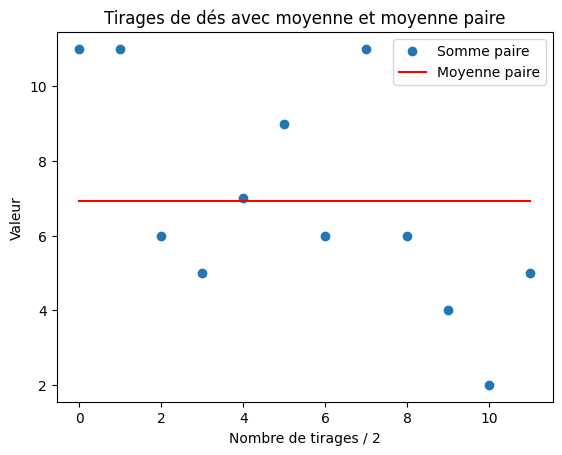 Tirages de dés avec moyenne et moyenne paire
Somme paire
Moyenne paire
Valeur
10
8
6
4
2
0
2
4
6
8
10
Nombre de tirages / 2